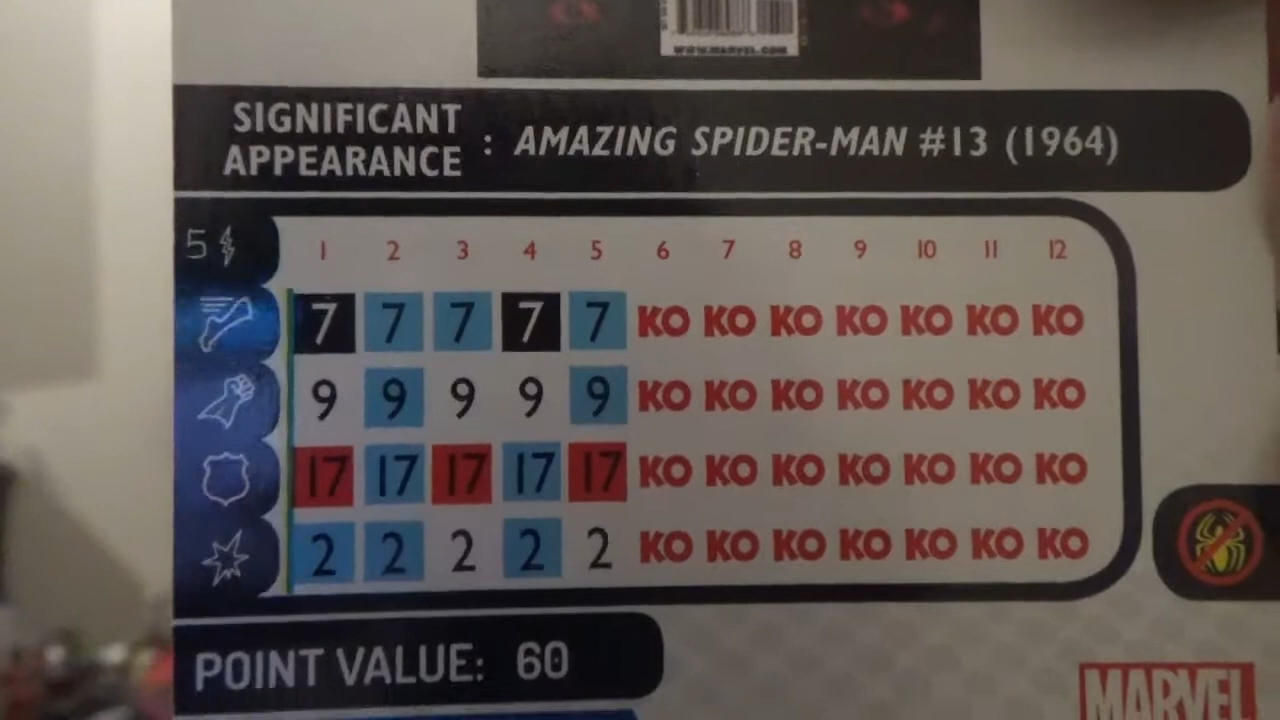 WWW.MARVEL.COM
SIGNIFICANT APPEARANCE : AMAZING SPIDER-MAN #13 (1964)
5 1 2 3 4 5 6 7 8 9 10 11 12
7 7 7 7 7 KO KO KO KO KO KO KO
9 9 9 9 9 KO KO KO KO KO KO KO
17 17 17 17 17 KO KO KO KO KO KO KO
2 2 2 2 2 KO KO KO KO KO KO KO
POINT VALUE: 60
MARVEL